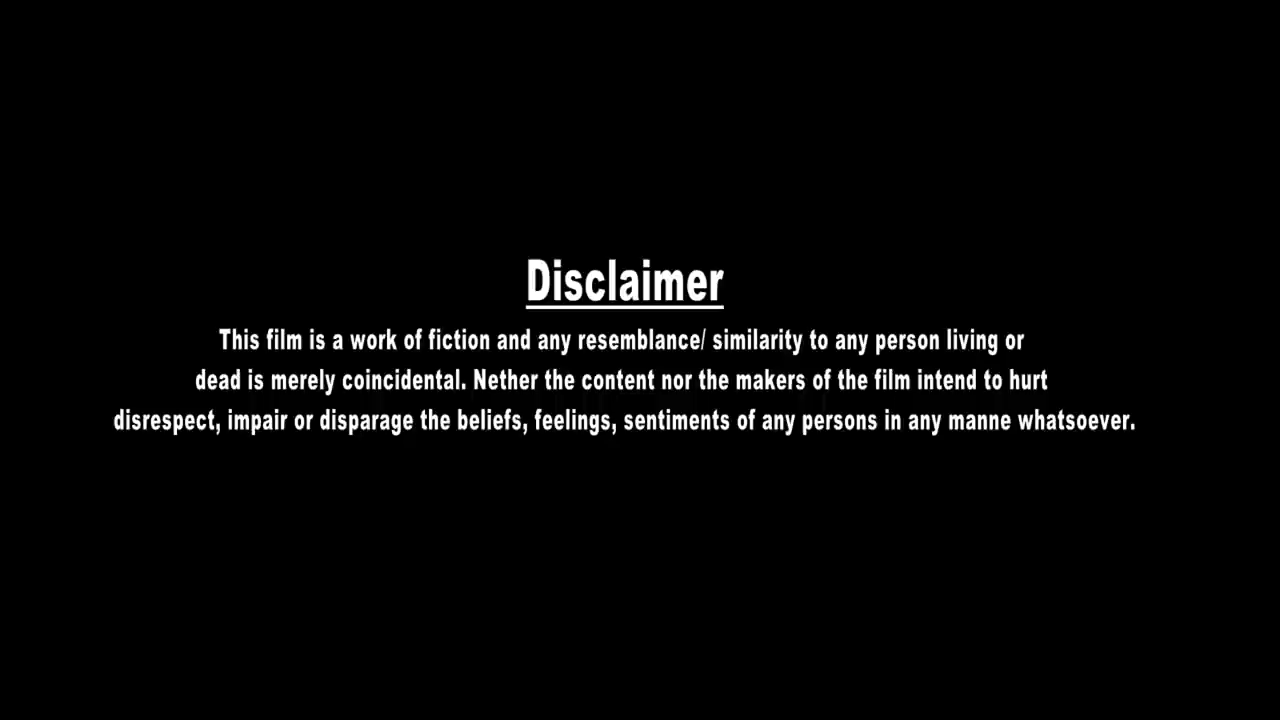 Disclaimer
This film is a work of fiction and any resemblance/ similarity to any person living or
dead is merely coincidental. Nether the content nor the makers of the film intend to hurt
disrespect, impair or disparage the beliefs, feelings, sentiments of any persons in any manne whatsoever.